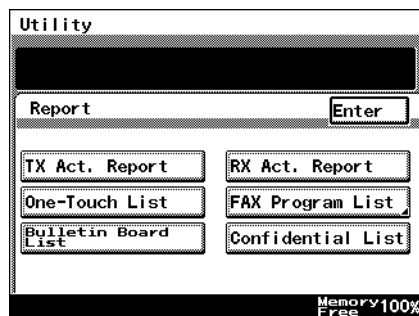 Utility
Report
Enter
TX Act. Report
RX Act. Report
One-Touch List
FAX Program List
Bulletin Board
List
Confidential List
Memory
Free 100%